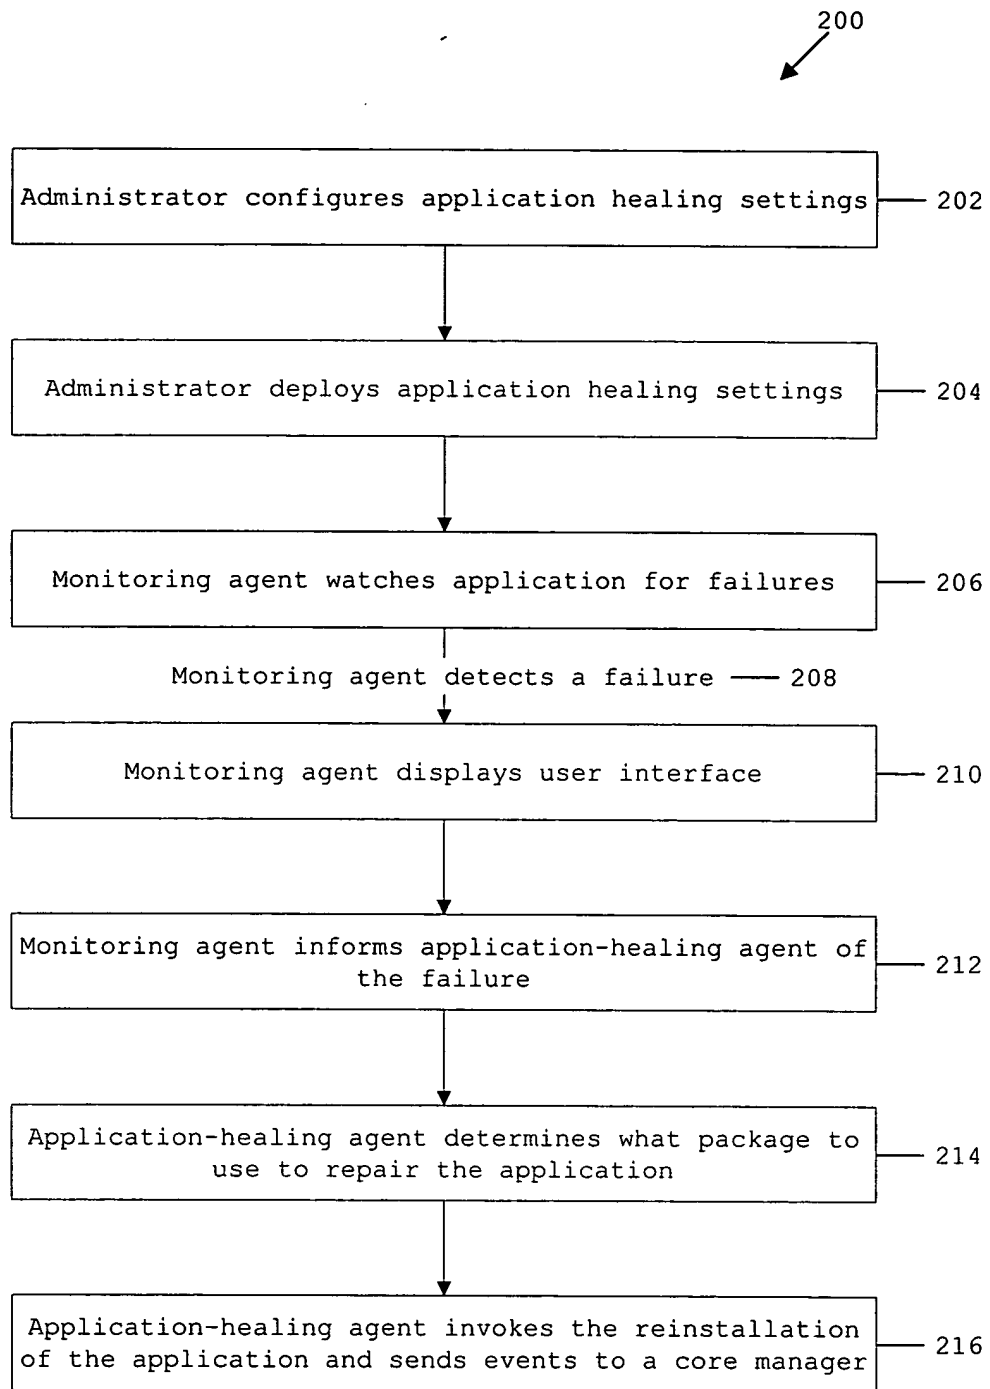 200
Administrator configures application healing settings 202
Administrator deploys application healing settings 204
Monitoring agent watches application for failures 206
Monitoring agent detects a failure 208
Monitoring agent displays user interface 210
Monitoring agent informs application-healing agent of
the failure
212
Application-healing agent determines what package to
use to repair the application
214
Application-healing agent invokes the reinstallation
of the application and sends events to a core manager
216